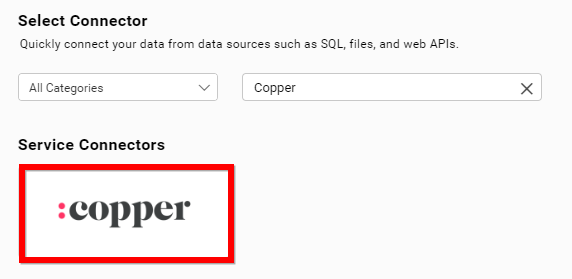 Select Connector
Quickly connect your data from data sources such as SQL, files, and web APIs.
All Categories
Copper
Service Connectors
:copper